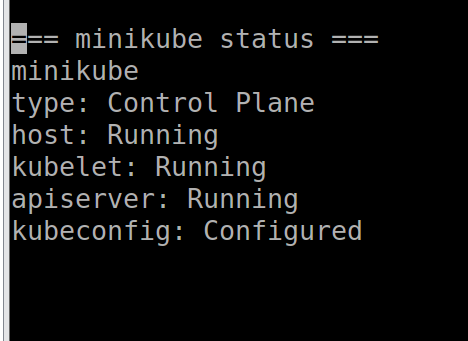 === minikube status ===
minikube
type: Control Plane
host: Running
kubelet: Running
apiserver: Running
kubeconfig: Configured